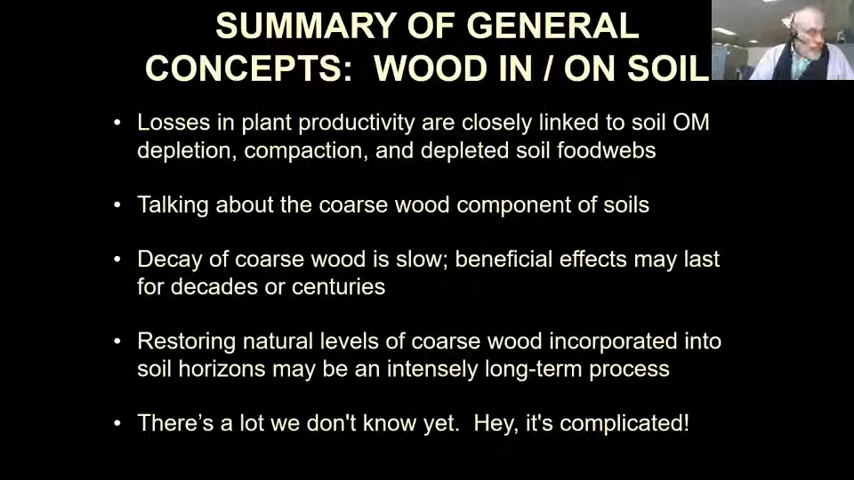 SUMMARY OF GENERAL
CONCEPTS:  WOOD IN / ON SOIL
• Losses in plant productivity are closely linked to soil OM
depletion, compaction, and depleted soil foodwebs
• Talking about the coarse wood component of soils
• Decay of coarse wood is slow; beneficial effects may last
for decades or centuries
• Restoring natural levels of coarse wood incorporated into
soil horizons may be an intensely long-term process
• There’s a lot we don't know yet.  Hey, it's complicated!